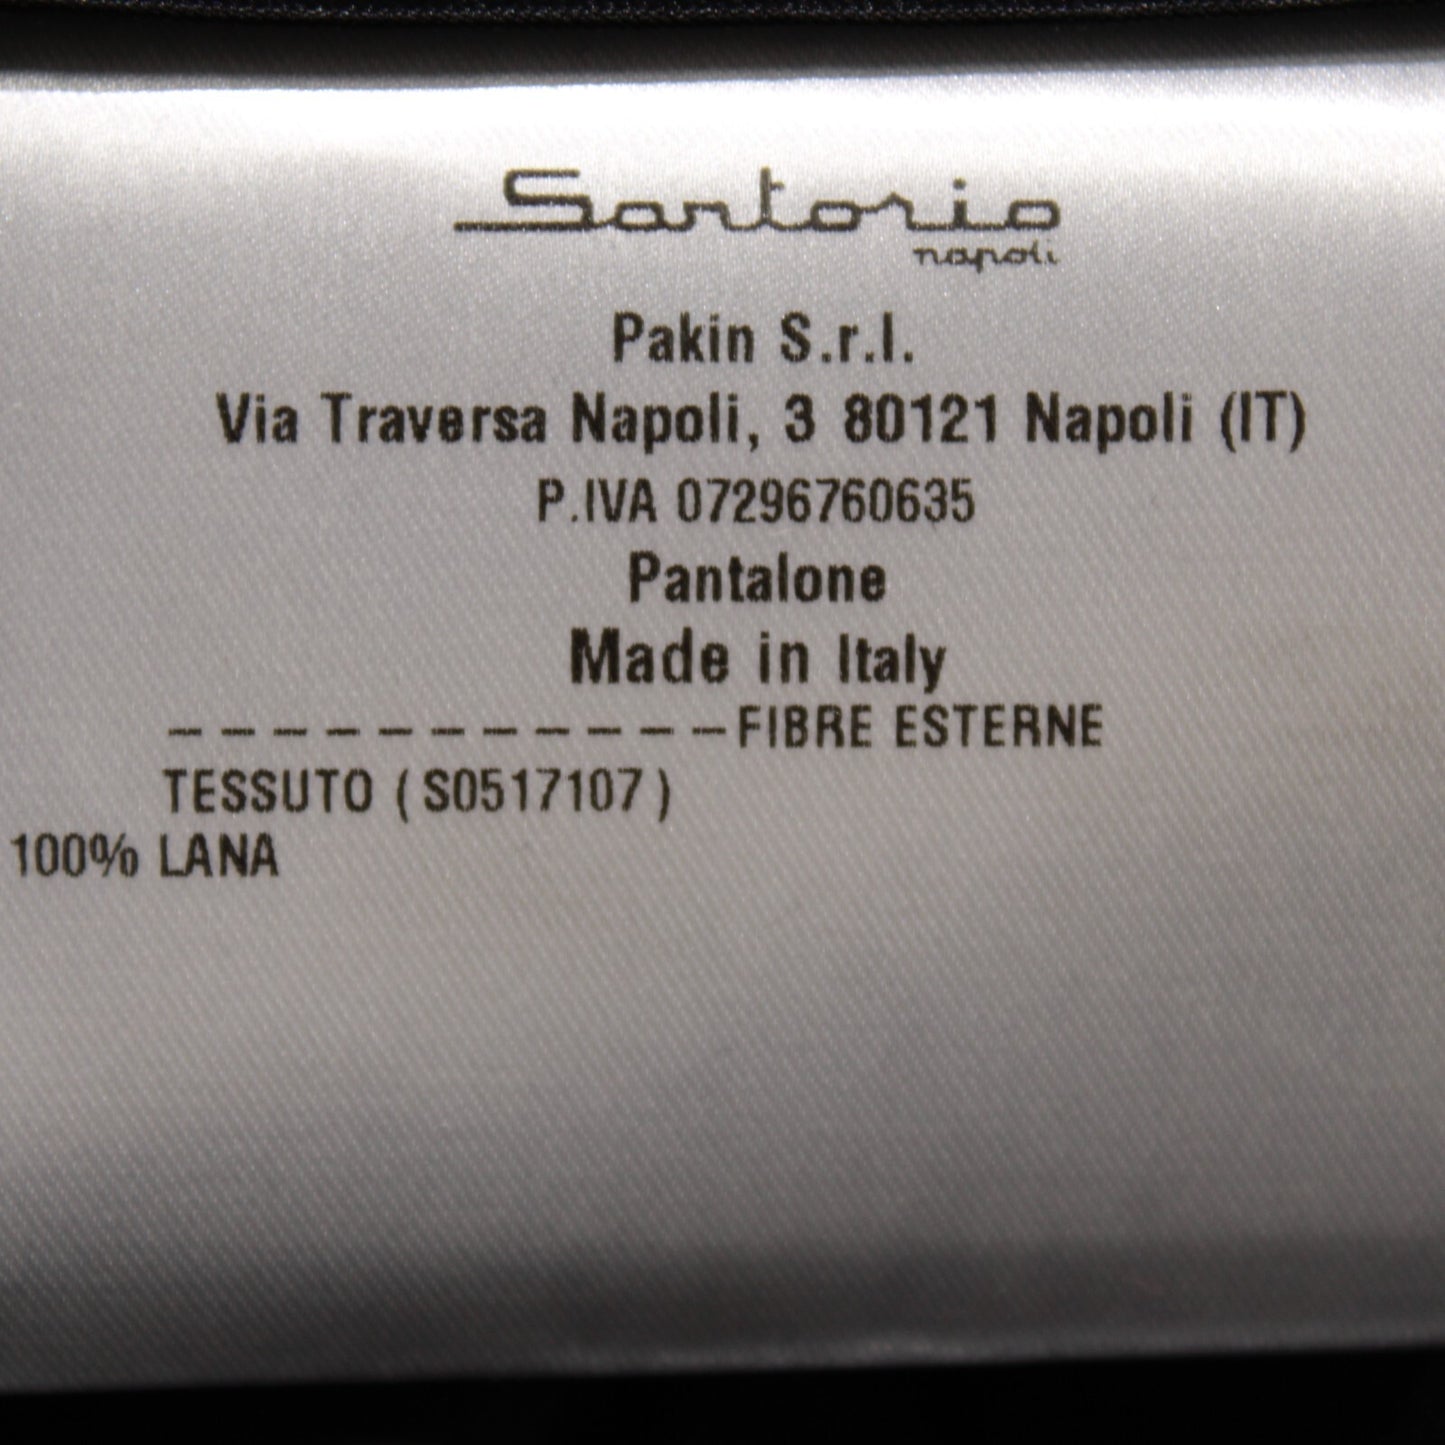 Sartorio
napoli
Pakin S.r.l.
Via Traversa Napoli, 3 80121 Napoli (IT)
P.IVA 07296760635
Pantalone
Made in Italy
-----------FIBRE ESTERNE
TESSUTO (S0517107)
100% LANA